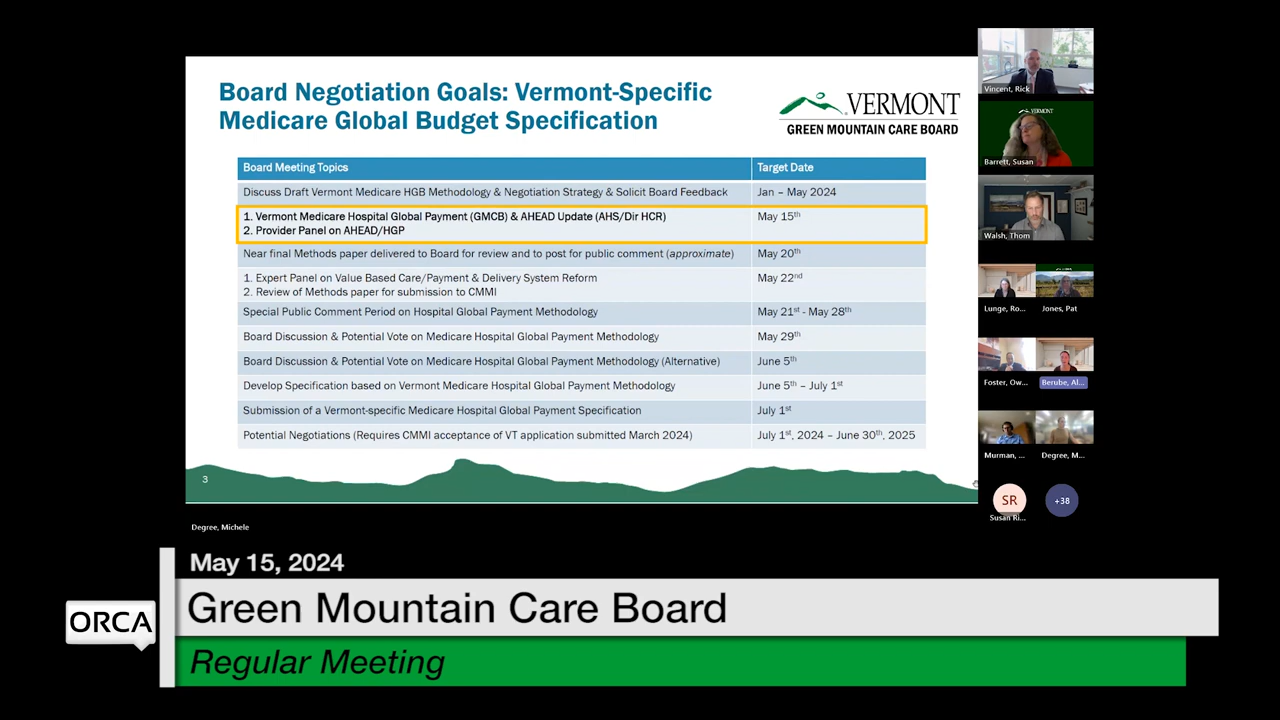 Board Negotiation Goals: Vermont-Specific
Medicare Global Budget Specification
VERMONT
GREEN MOUNTAIN CARE BOARD
Board Meeting Topics Target Date
Discuss Draft Vermont Medicare HGB Methodology & Negotiation Strategy & Solicit Board Feedback Jan – May 2024
1. Vermont Medicare Hospital Global Payment (GMCB) & AHEAD Update (AHS/Dir HCR) May 15th
2. Provider Panel on AHEAD/HGP
Near final Methods paper delivered to Board for review and to post for public comment (approximate) May 20th
1. Expert Panel on Value Based Care/Payment & Delivery System Reform May 22nd
2. Review of Methods paper for submission to CMMI
Special Public Comment Period on Hospital Global Payment Methodology May 21st - May 28th
Board Discussion & Potential Vote on Medicare Hospital Global Payment Methodology May 29th
Board Discussion & Potential Vote on Medicare Hospital Global Payment Methodology (Alternative) June 5th
Develop Specification based on Vermont Medicare Hospital Global Payment Methodology June 5th – July 1st
Submission of a Vermont-specific Medicare Hospital Global Payment Specification July 1st
Potential Negotiations (Requires CMMI acceptance of VT application submitted March 2024) July 1st, 2024 – June 30th, 2025
3
Vincent, Rick
VERMONT
Barrett, Susan
Walsh, Thom
Lunge, Ro... Jones, Pat
Foster, Ow... Berube, Al...
Murman, ... Degree, M...
SR +38
Susan Ri...
Degree, Michele
May 15, 2024
ORCA
Green Mountain Care Board
Regular Meeting